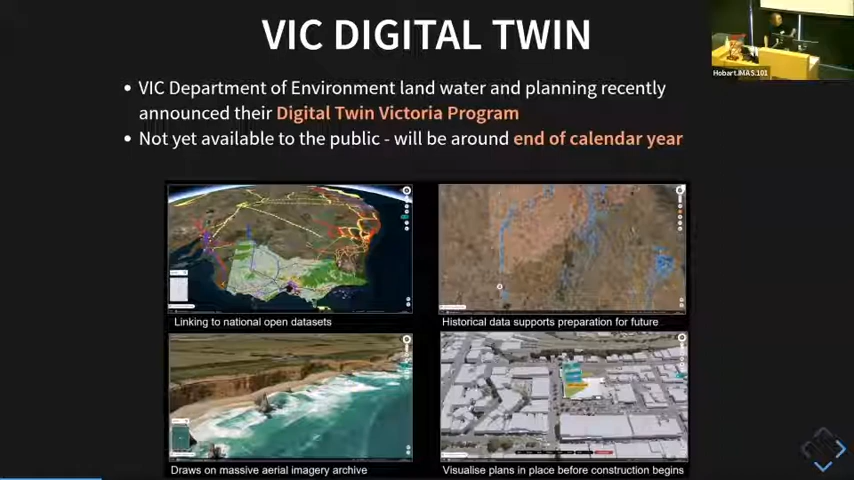 VIC DIGITAL TWIN
Hobart.IMAS.101
• VIC Department of Environment land water and planning recently
announced their Digital Twin Victoria Program
• Not yet available to the public - will be around end of calendar year
Linking to national open datasets
Historical data supports preparation for future
Draws on massive aerial imagery archive
Visualise plans in place before construction begins